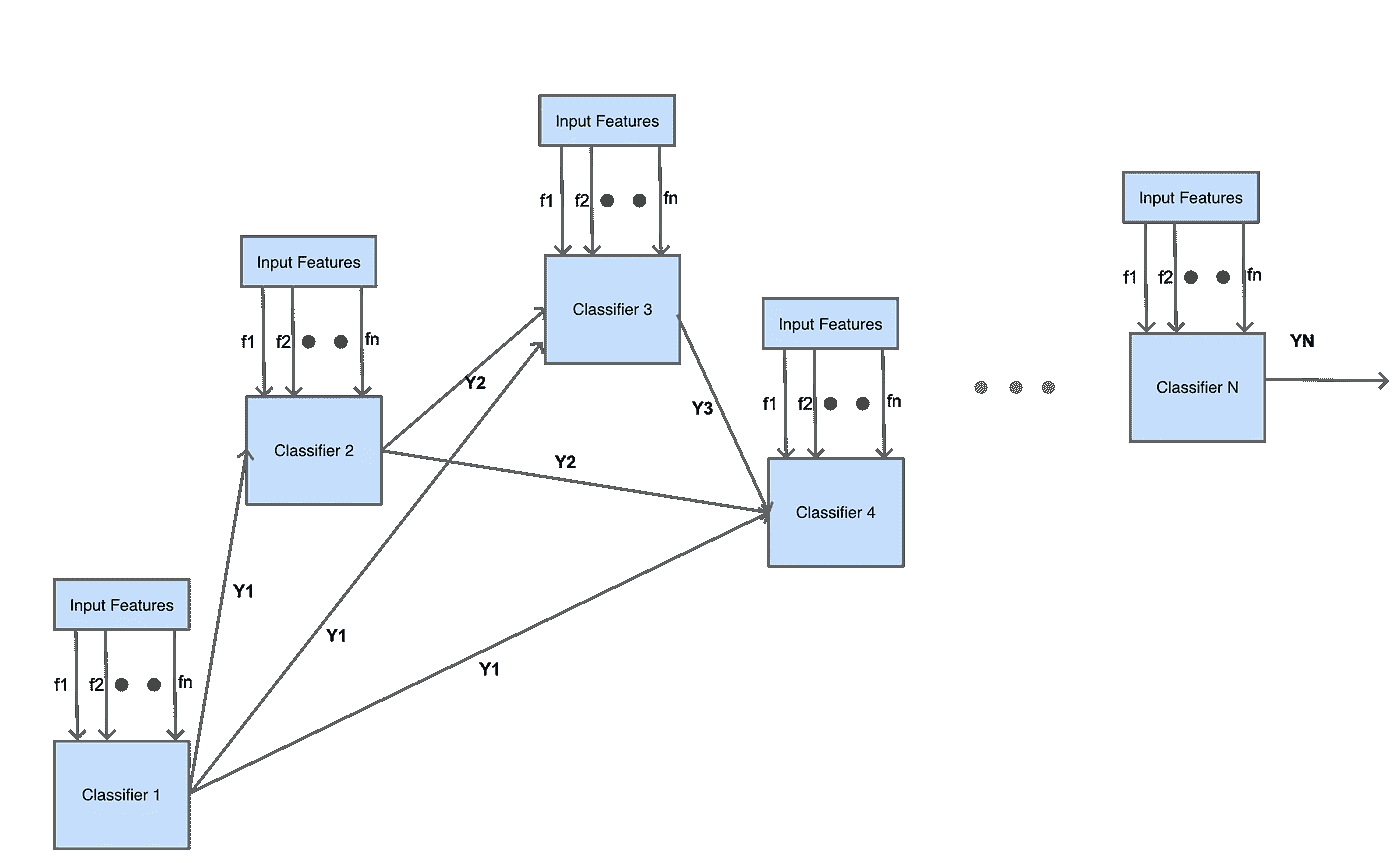 Input Features
f1 f2 fn
Classifier 3
Input Features
f1 f2 fn
Classifier N
YN
Input Features
f1 f2 fn
Classifier 2
Input Features
f1 f2 fn
Classifier 4
Y2
Y3
Y2
Y1
Y1
Y1
Input Features
f1 f2 fn
Classifier 1